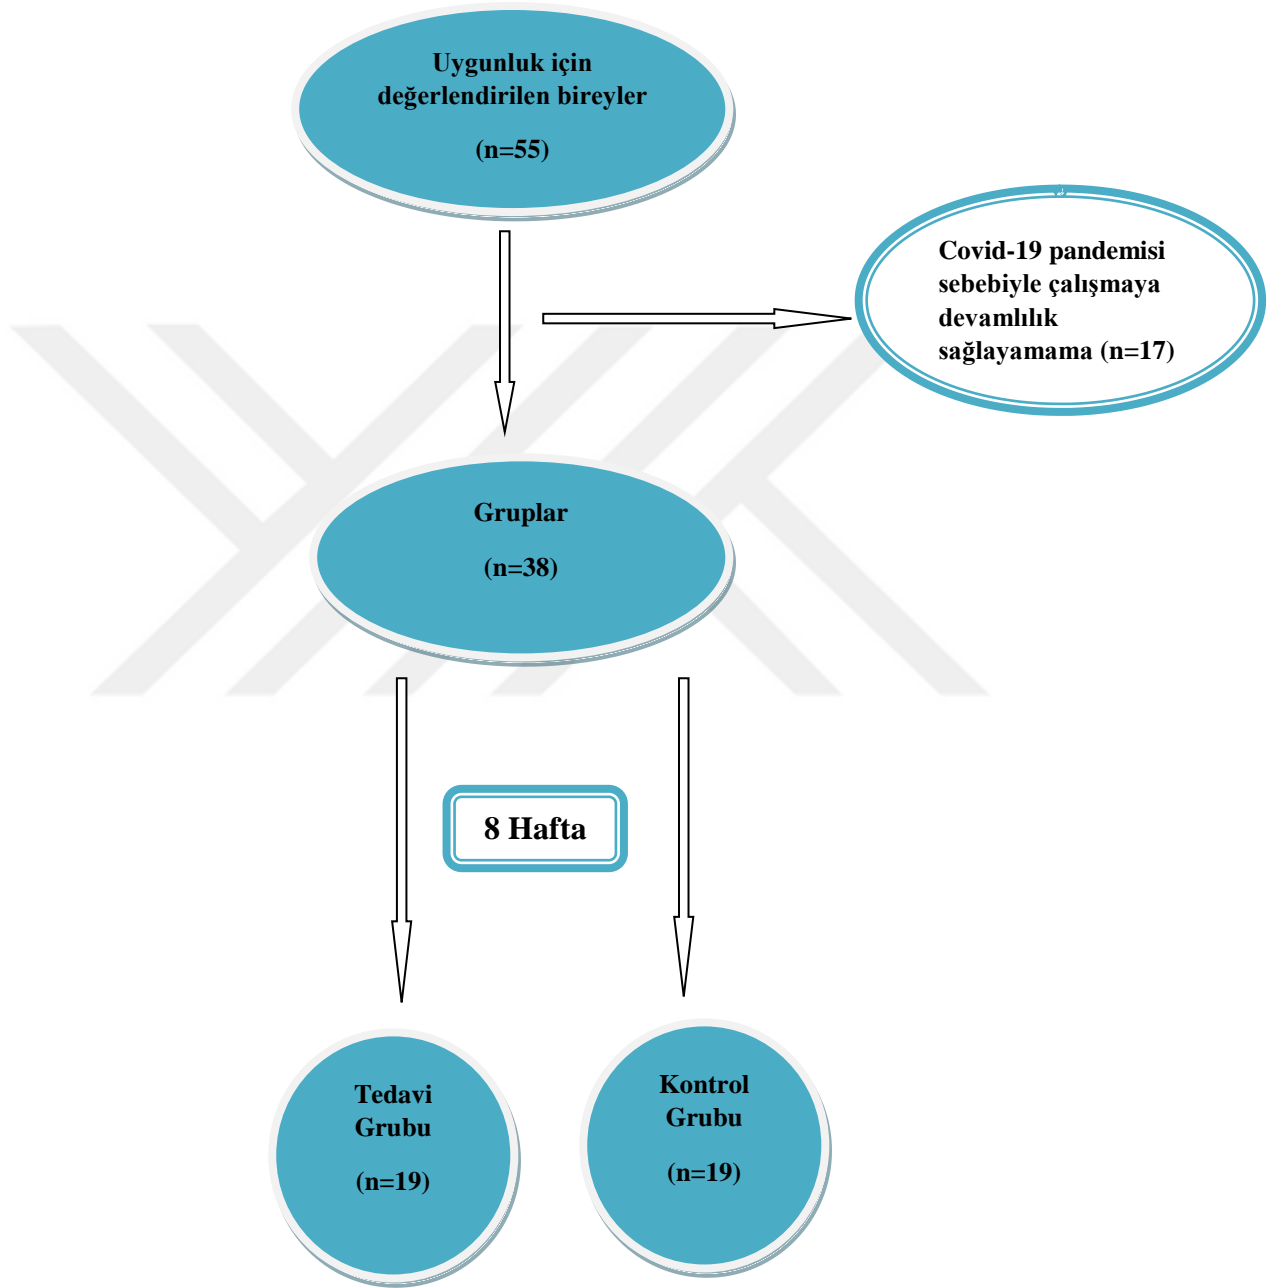 Uygunluk için
değerlendirilen bireyler
(n=55)
Covid-19 pandemisi
sebebiyle çalışmaya
devamlılık
sağlayamama (n=17)
Gruplar
(n=38)
8 Hafta
Tedavi
Grubu
(n=19)
Kontrol
Grubu
(n=19)